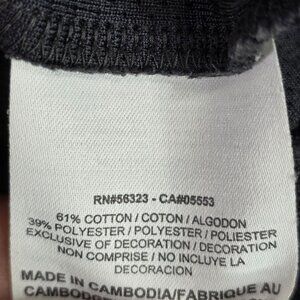 RN#56323 - CA#05553
61% COTTON / COTON / ALGODON
39% POLYESTER / POLYESTER / POLIESTER
EXCLUSIVE OF DECORATION / DECORATION
NON COMPRISE / NO INCLUYE LA
DECORACION
MADE IN CAMBODIA/FABRIQUE AU